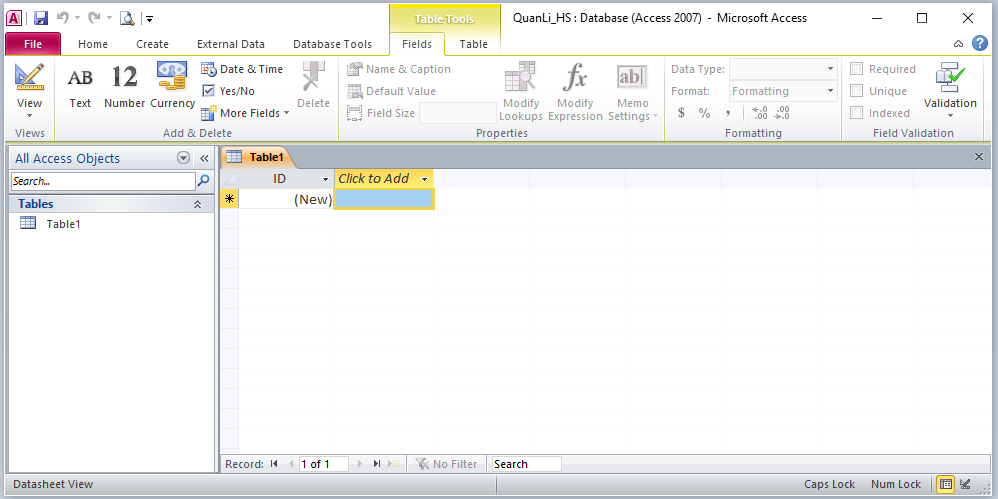 Table Tools
QuanLi_HS : Database (Access 2007) - Microsoft Access
File Home Create External Data Database Tools Fields Table
View
Views
AB
Text
12
Number
Currency
Date & Time
Yes/No
More Fields
Delete
Add & Delete
Name & Caption
Default Value
Field Size
Modify
Lookups
fx
Modify
Expression
ab|
Memo
Settings
Properties
Data Type:
Format: Formatting
$ % ,
Formatting
Required
Unique
Indexed
Validation
Field Validation
All Access Objects
Search...
Tables
Table1
Table1
ID Click to Add
(New)
Record: 1 of 1 No Filter Search
Datasheet View Caps Lock Num Lock